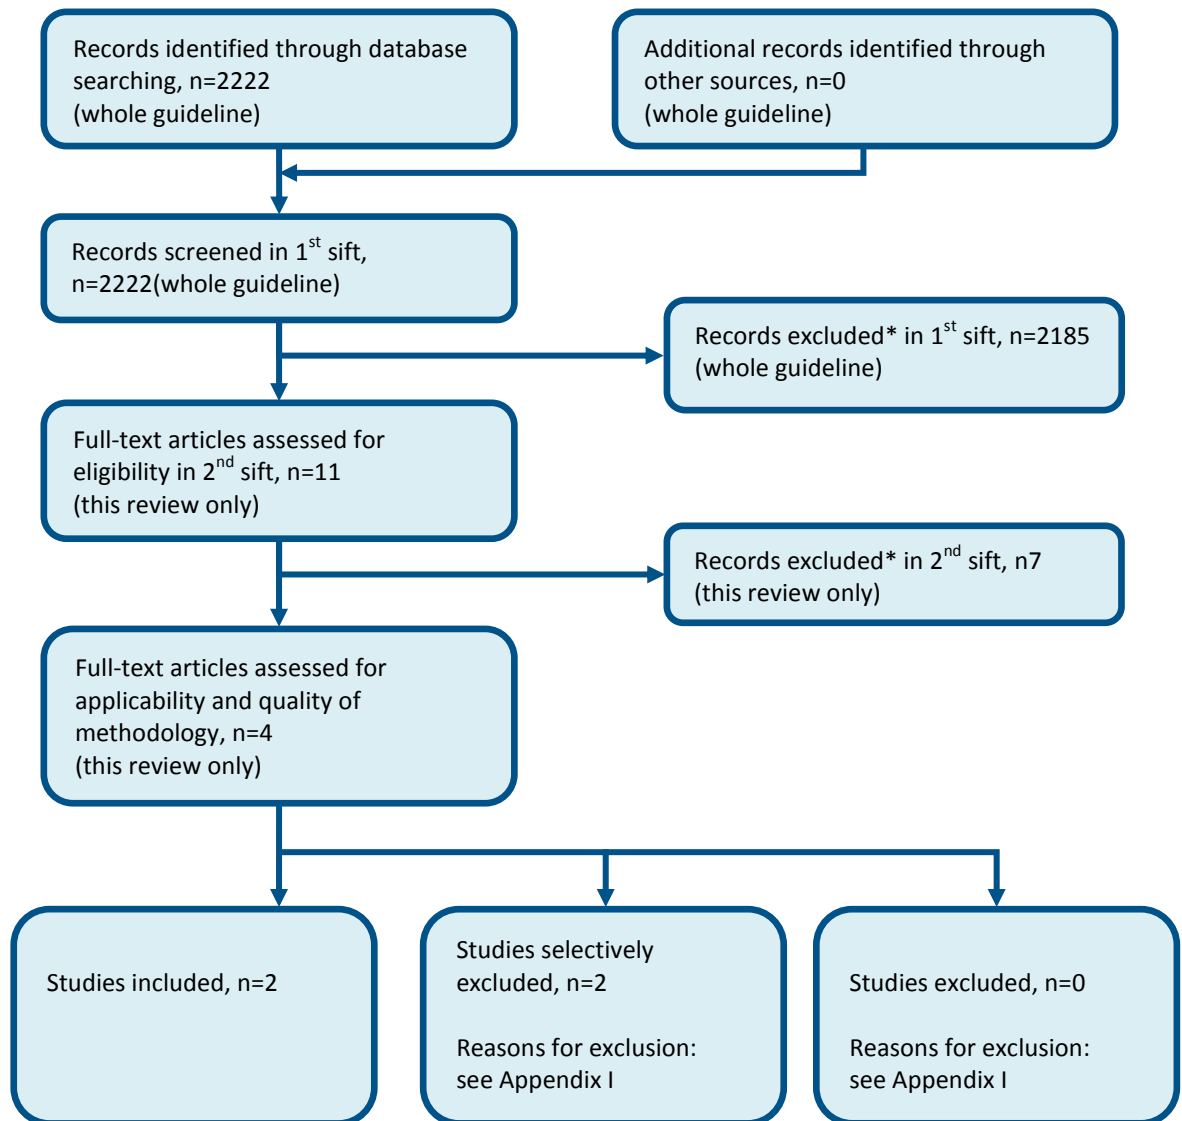 Records identified through database
searching, n=2222
(whole guideline)
Additional records identified through
other sources, n=0
(whole guideline)
Records screened in 1st sift,
n=2222(whole guideline)
Records excluded* in 1st sift, n=2185
(whole guideline)
Full-text articles assessed for
eligibility in 2nd sift, n=11
(this review only)
Records excluded* in 2nd sift, n7
(this review only)
Full-text articles assessed for
applicability and quality of
methodology, n=4
(this review only)
Studies included, n=2
Studies selectively
excluded, n=2
Reasons for exclusion:
see Appendix I
Studies excluded, n=0
Reasons for exclusion:
see Appendix I